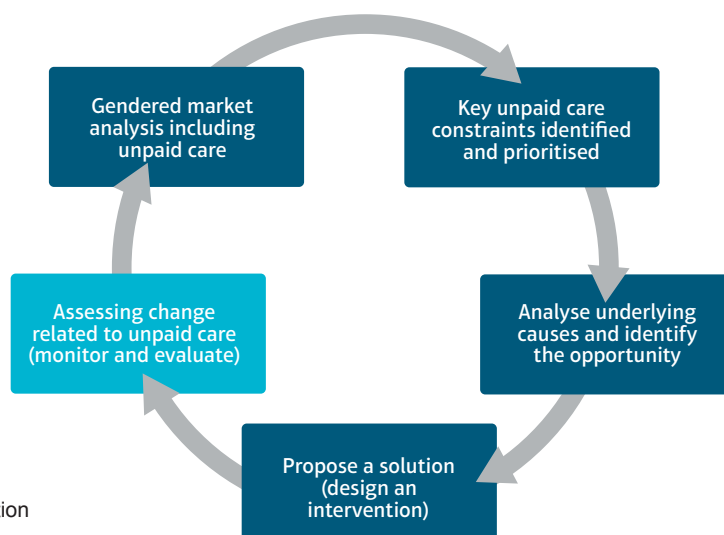 Gendered market
analysis including
unpaid care
Key unpaid care
constraints identified
and prioritised
Analyse underlying
causes and identify
the opportunity
Propose a solution
(design an
intervention)
Assessing change
related to unpaid care
(monitor and evaluate)